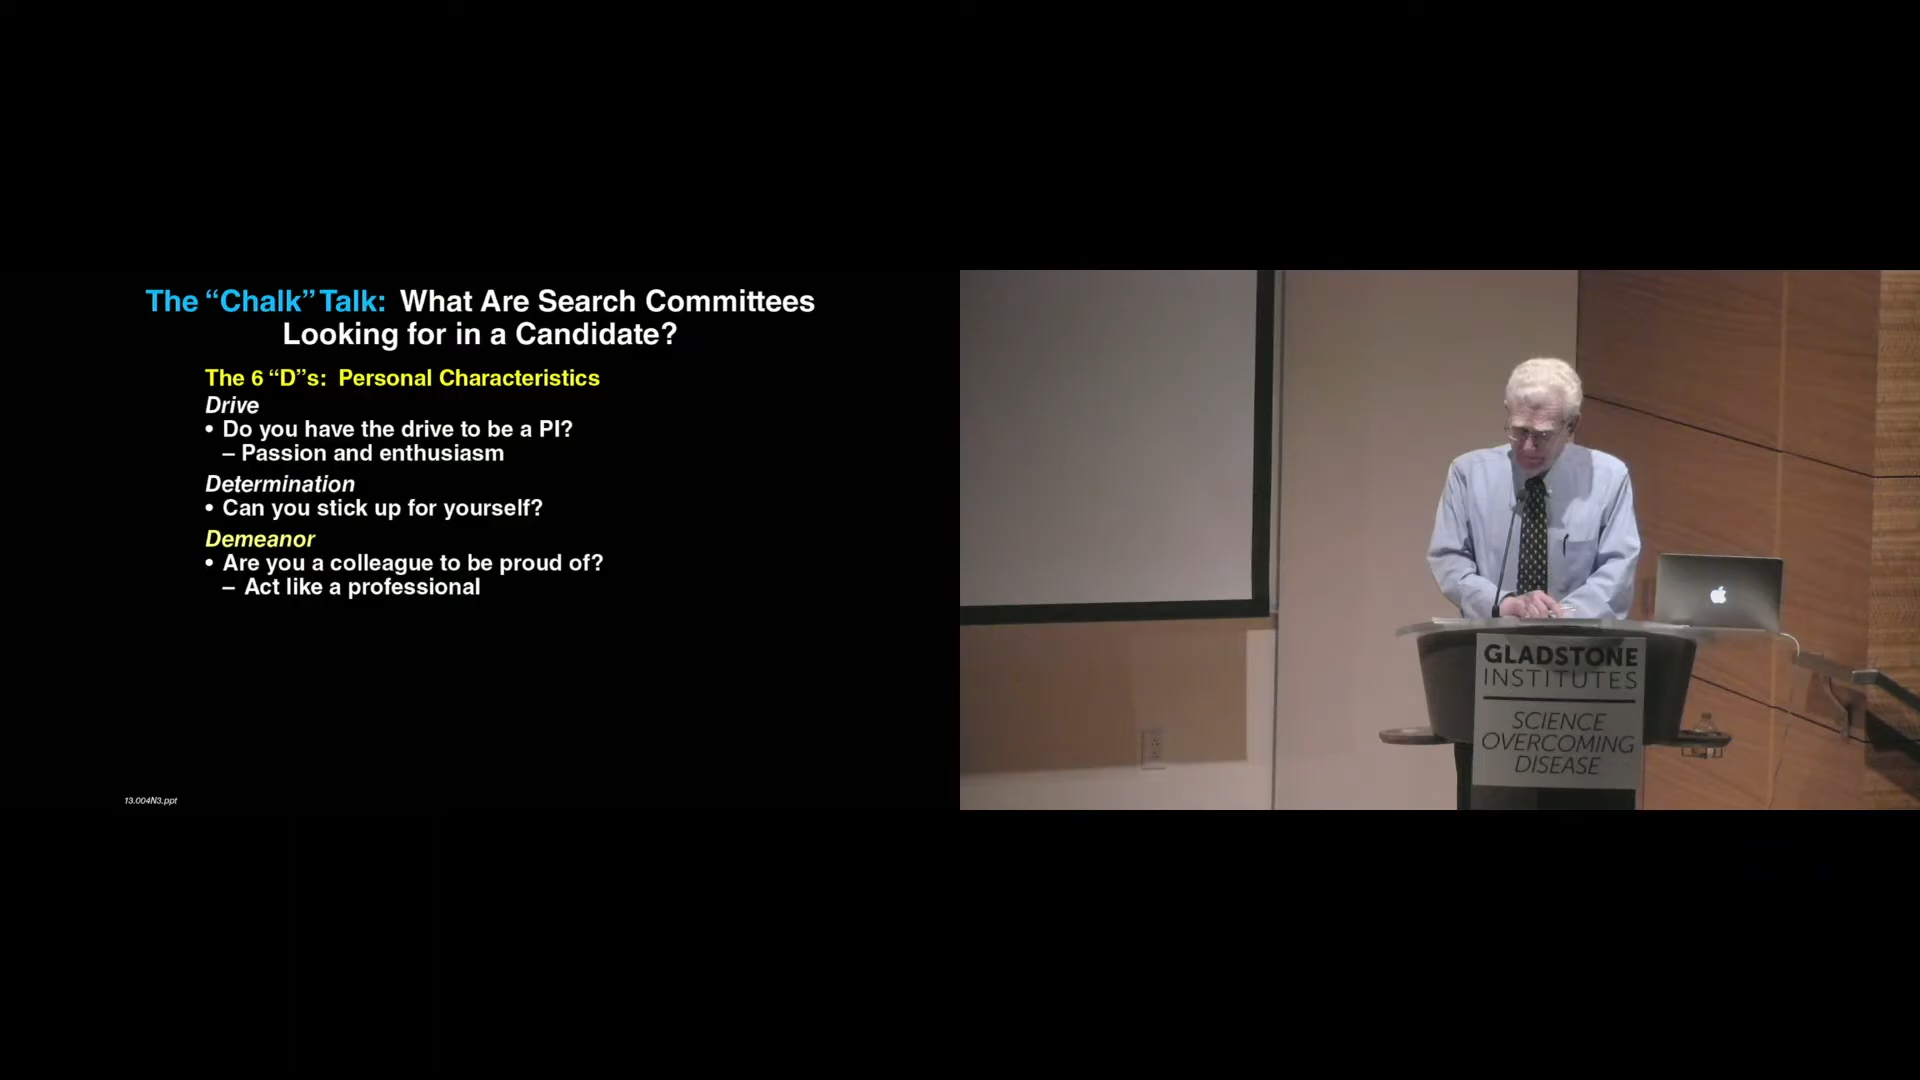 The “Chalk” Talk: What Are Search Committees
Looking for in a Candidate?
The 6 “D”s: Personal Characteristics
Drive
• Do you have the drive to be a PI?
– Passion and enthusiasm
Determination
• Can you stick up for yourself?
Demeanor
• Are you a colleague to be proud of?
– Act like a professional
13.004N3.ppt
GLADSTONE
INSTITUTES
SCIENCE
OVERCOMING
DISEASE